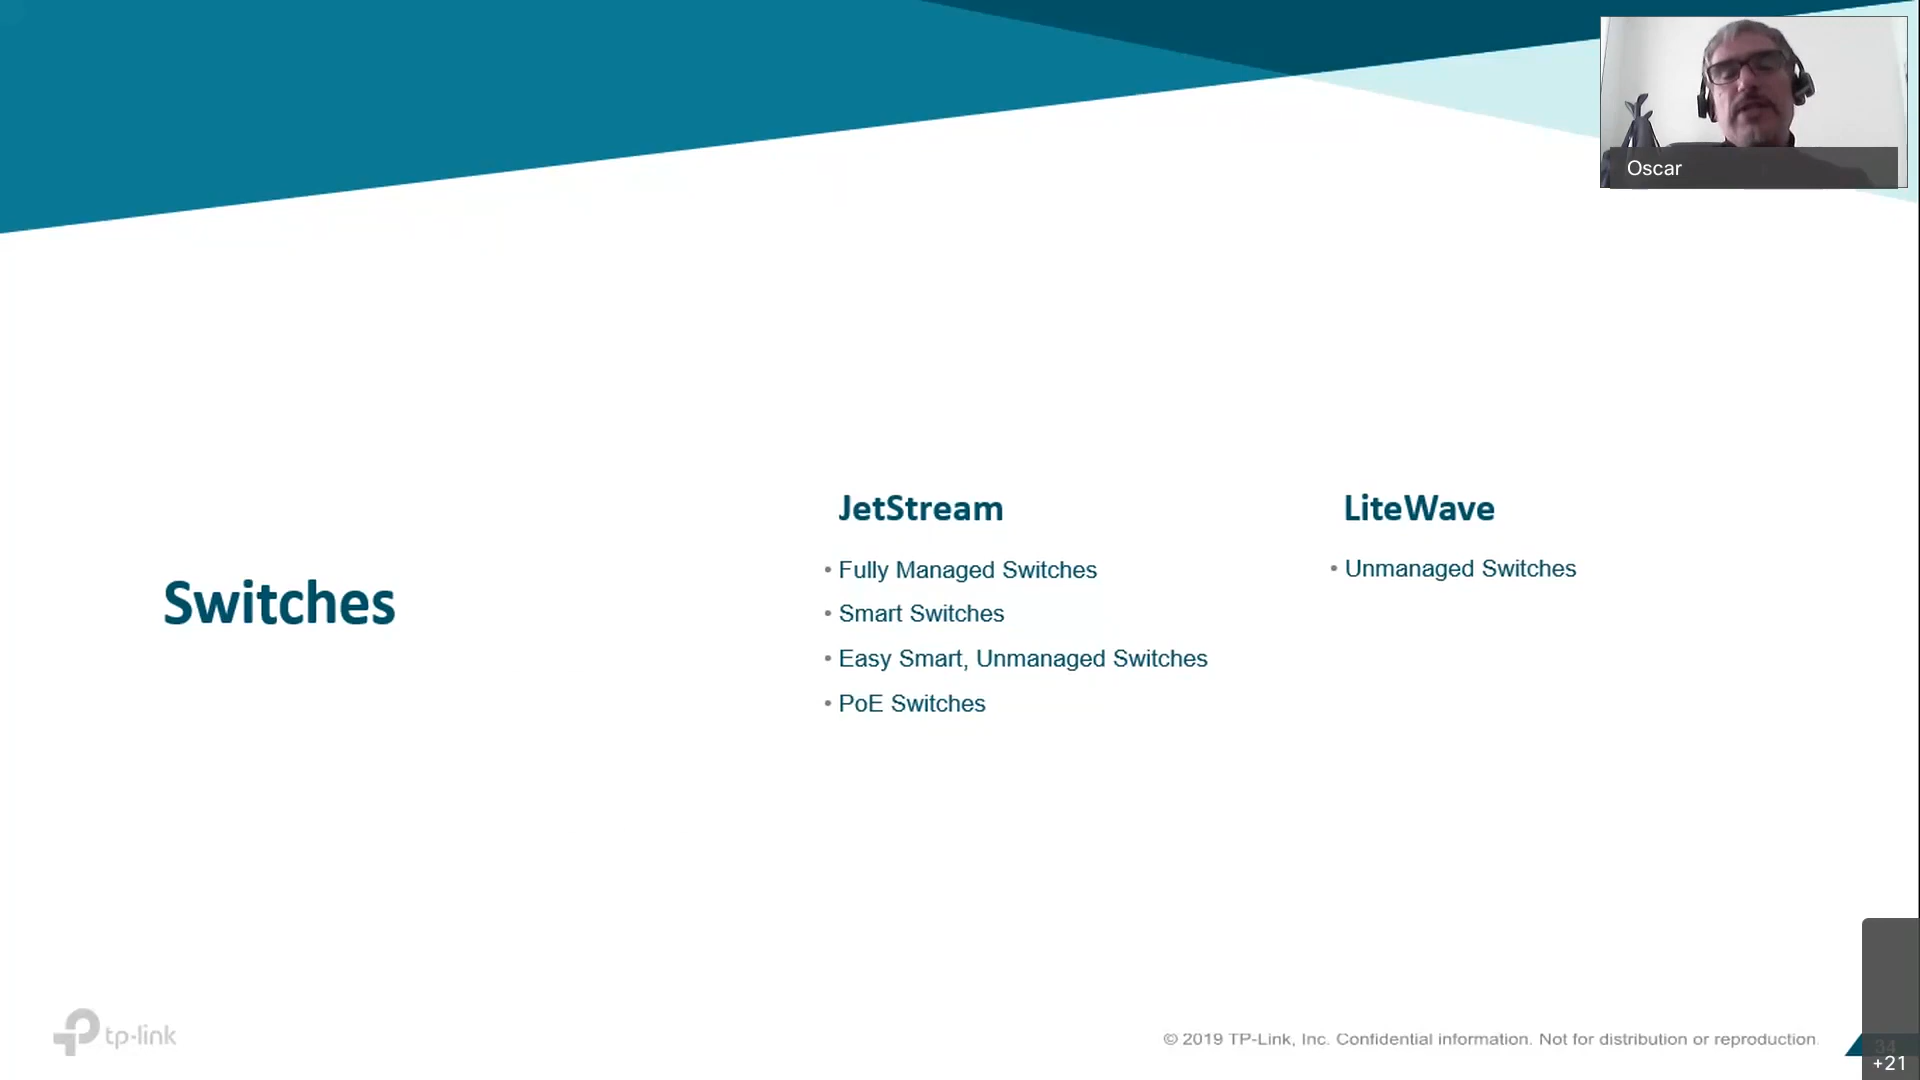 Oscar
Switches
JetStream
• Fully Managed Switches
• Smart Switches
• Easy Smart, Unmanaged Switches
• PoE Switches
LiteWave
• Unmanaged Switches
tp-link
© 2019 TP-Link, Inc. Confidential information. Not for distribution or reproduction.
34
+21